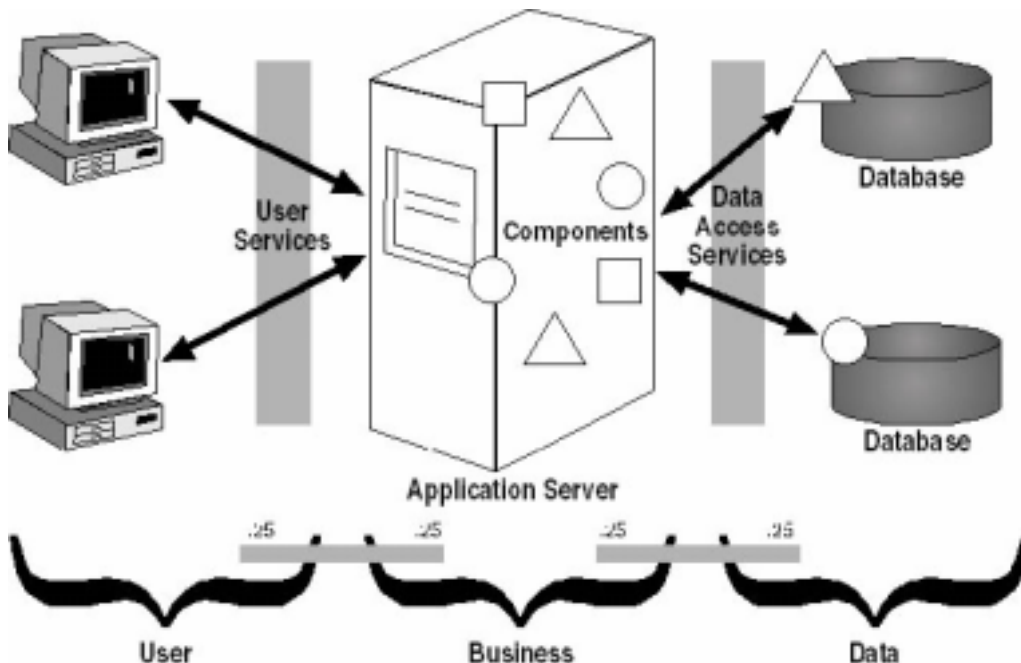 Database
User
Services
Components
Data
Access
Services
Database
Application Server
.25
.25
.25
.25
User
Business
Data